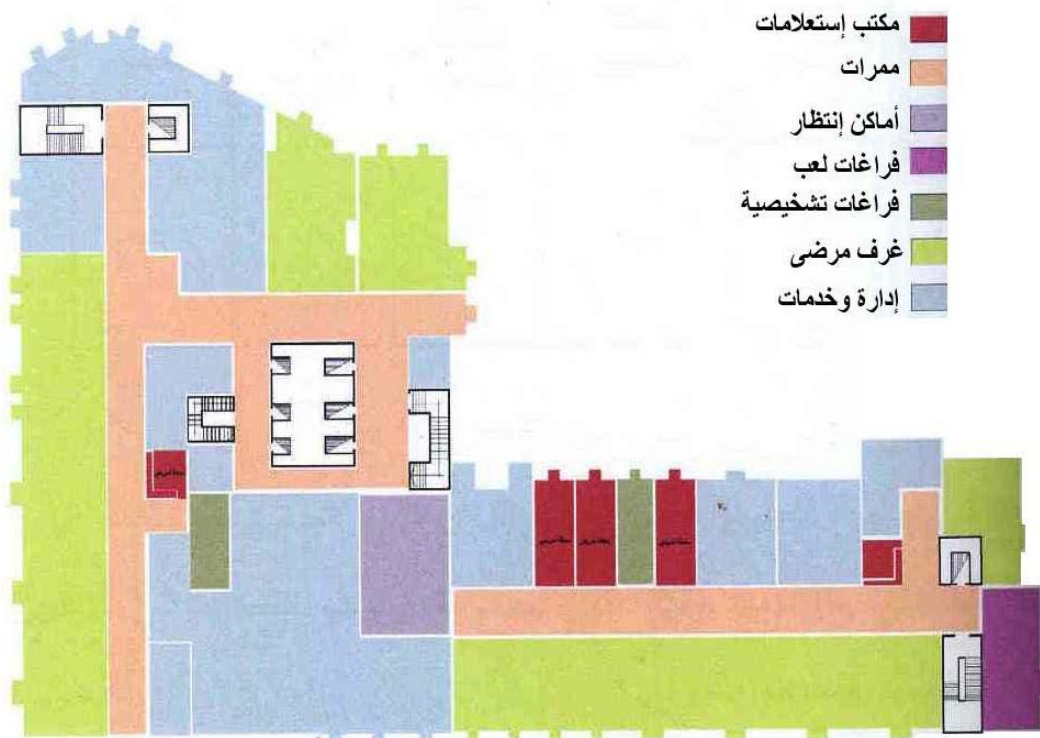 مكتب إستعلامات
ممرات
أماكن إنتظار
فراغات لعب
فراغات تشخيصية
غرف مرضى
إدارة وخدمات